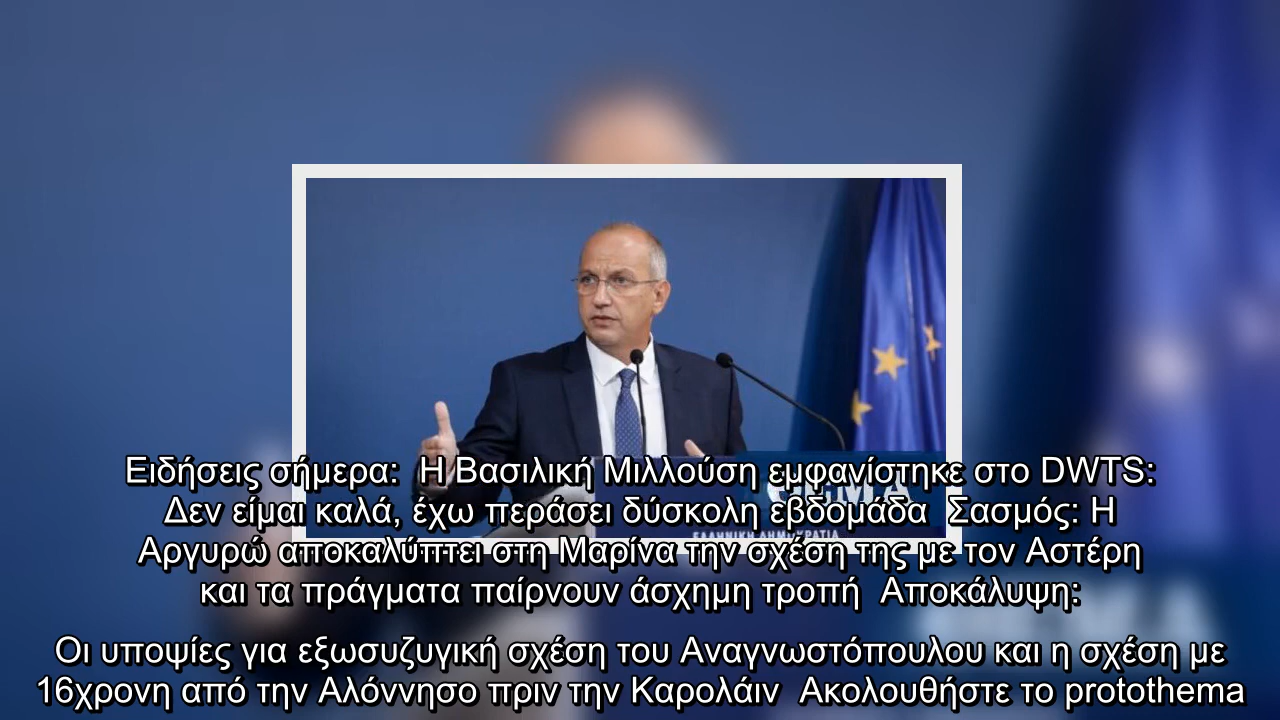 Ειδήσεις σήμερα:  Η Βασιλική Μιλλούση εμφανίστηκε στο DWTS:
Δεν είμαι καλά, έχω περάσει δύσκολη εβδομάδα  Σασμός: Η
Αργυρώ αποκαλύπτει στη Μαρίνα την σχέση της με τον Αστέρη
και τα πράγματα παίρνουν άσχημη τροπή  Αποκάλυψη:
Οι υποψίες για εξωσυζυγική σχέση του Αναγνωστόπουλου και η σχέση με
16χρονη από την Αλόννησο πριν την Καρολάιν  Ακολουθήστε το protothema
ΕΛΛΗΝΙΚΗ ΔΗΜΟΚΡΑΤΙΑ